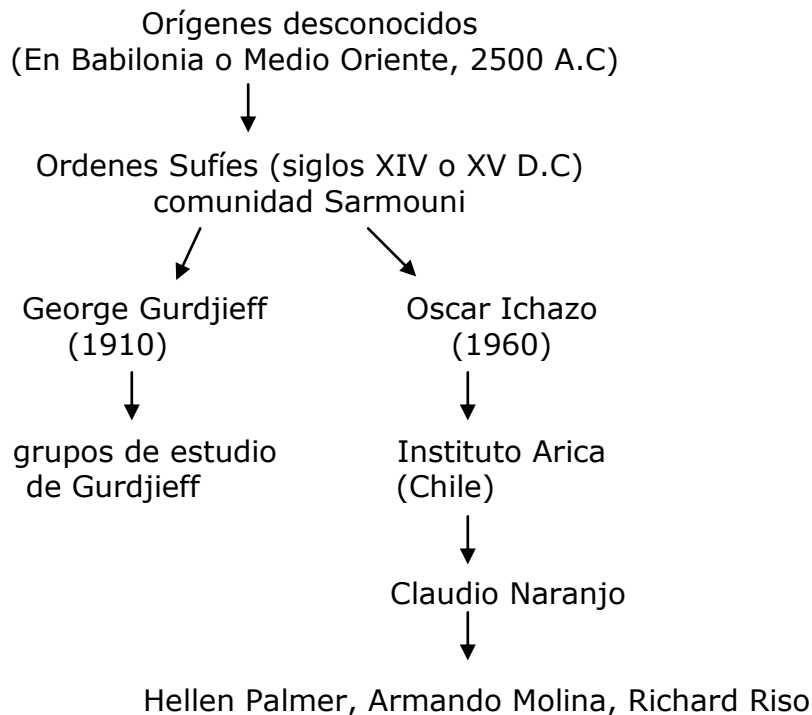 Orígenes desconocidos
(En Babilonia o Medio Oriente, 2500 A.C)
Ordenes Sufíes (siglos XIV o XV D.C)
comunidad Sarmouni
George Gurdjieff
(1910)
Oscar Ichazo
(1960)
grupos de estudio
de Gurdjieff
Instituto Arica
(Chile)
Claudio Naranjo
Hellen Palmer, Armando Molina, Richard Riso